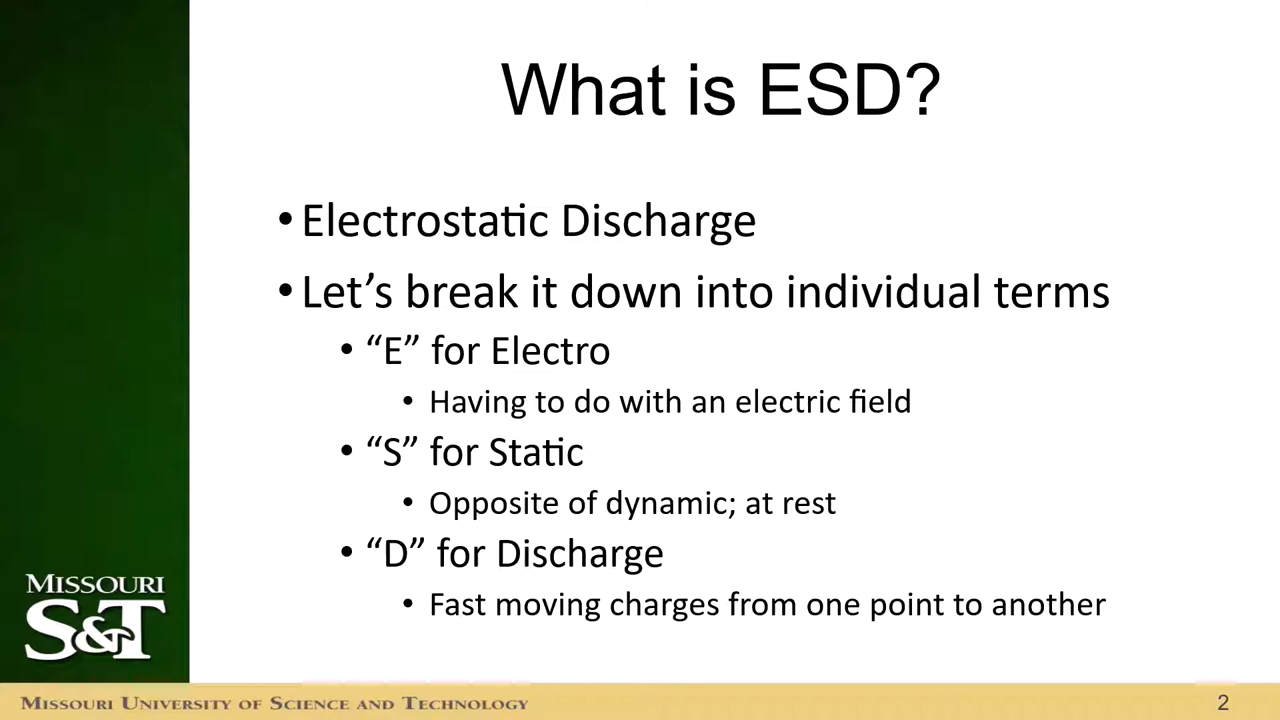 What is ESD?
•Electrostatic Discharge
•Let's break it down into individual terms
• “E” for Electro
• Having to do with an electric field
• “S” for Static
• Opposite of dynamic; at rest
• “D” for Discharge
• Fast moving charges from one point to another
MISSOURI
S&T
MISSOURI UNIVERSITY OF SCIENCE AND TECHNOLOGY
2